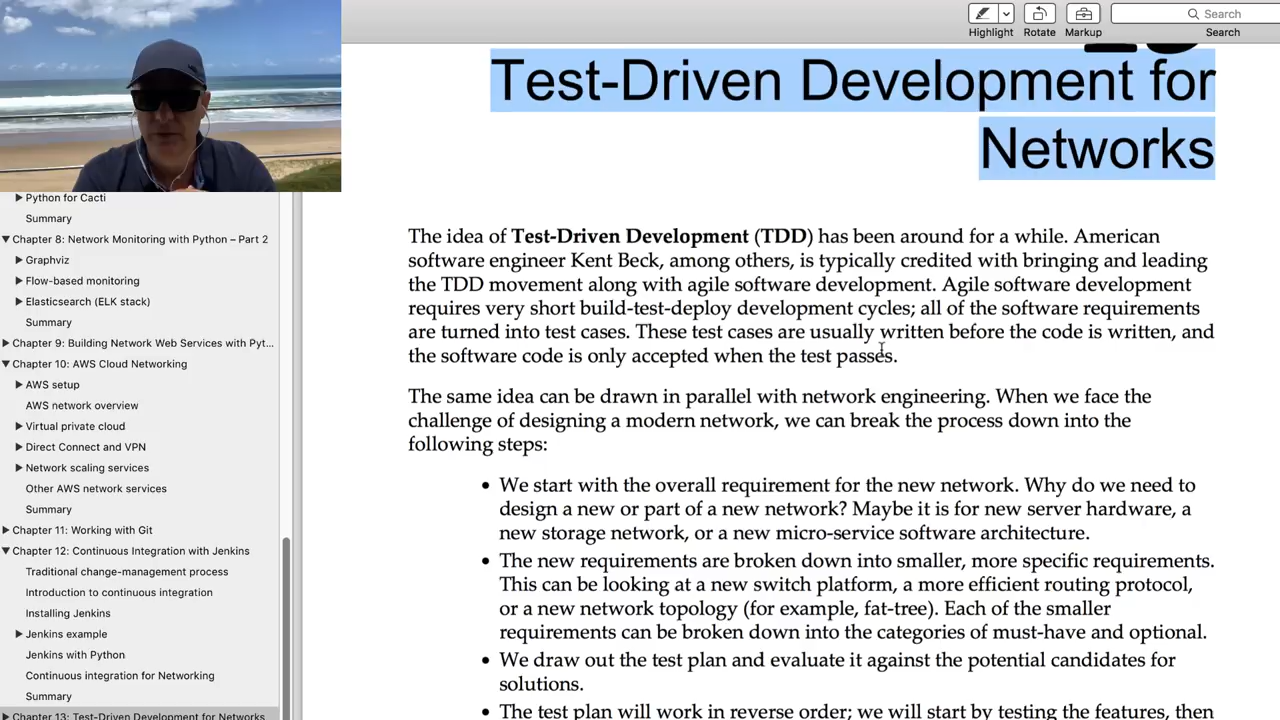 Search
Highlight
Rotate
Markup
Search
Test-Driven Development for
Networks
▶ Python for Cacti
Summary
▼ Chapter 8: Network Monitoring with Python – Part 2
▶ Graphviz
▶ Flow-based monitoring
▶ Elasticsearch (ELK stack)
Summary
▶ Chapter 9: Building Network Web Services with Pyt...
▼ Chapter 10: AWS Cloud Networking
▶ AWS setup
AWS network overview
▶ Virtual private cloud
▶ Direct Connect and VPN
▶ Network scaling services
Other AWS network services
Summary
▶ Chapter 11: Working with Git
▼ Chapter 12: Continuous Integration with Jenkins
Traditional change-management process
Introduction to continuous integration
Installing Jenkins
▶ Jenkins example
Jenkins with Python
Continuous integration for Networking
Summary
▶ Chapter 13: Test-Driven Development for Networks
The idea of Test-Driven Development (TDD) has been around for a while. American
software engineer Kent Beck, among others, is typically credited with bringing and leading
the TDD movement along with agile software development. Agile software development
requires very short build-test-deploy development cycles; all of the software requirements
are turned into test cases. These test cases are usually written before the code is written, and
the software code is only accepted when the test passes.
The same idea can be drawn in parallel with network engineering. When we face the
challenge of designing a modern network, we can break the process down into the
following steps:
• We start with the overall requirement for the new network. Why do we need to
design a new or part of a new network? Maybe it is for new server hardware, a
new storage network, or a new micro-service software architecture.
• The new requirements are broken down into smaller, more specific requirements.
This can be looking at a new switch platform, a more efficient routing protocol,
or a new network topology (for example, fat-tree). Each of the smaller
requirements can be broken down into the categories of must-have and optional.
• We draw out the test plan and evaluate it against the potential candidates for
solutions.
• The test plan will work in reverse order; we will start by testing the features, then